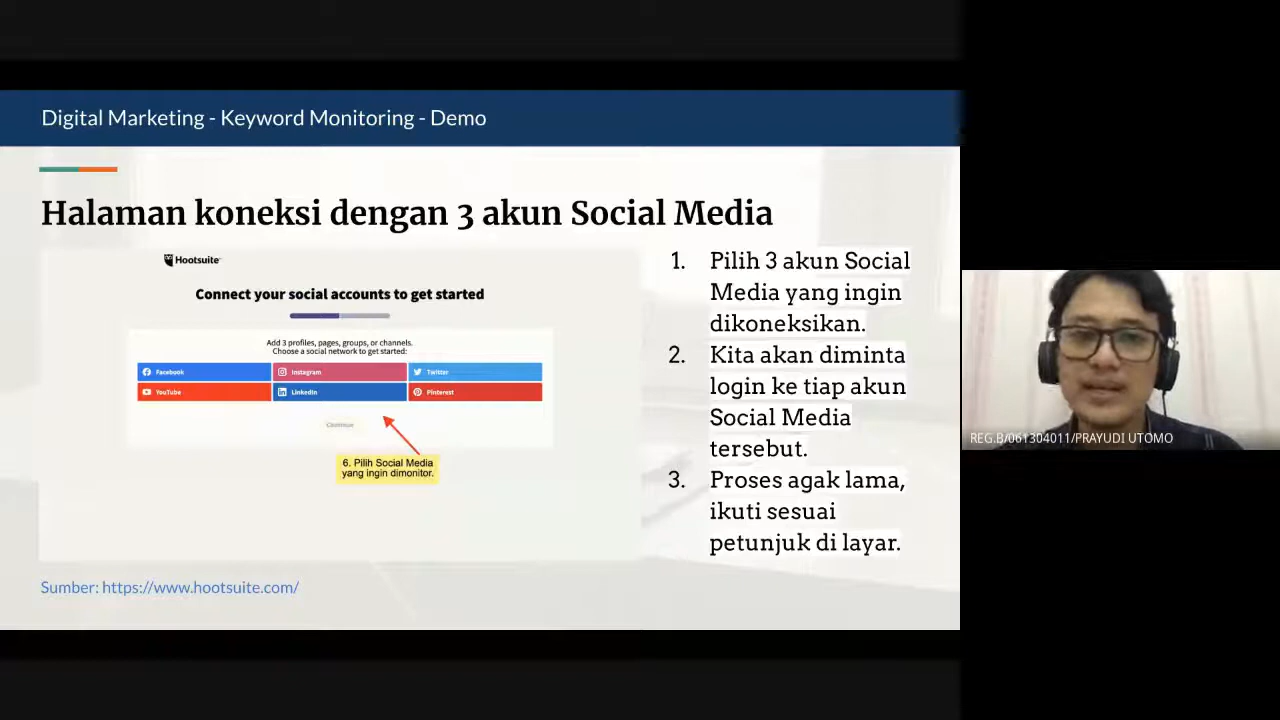 Digital Marketing - Keyword Monitoring - Demo
Halaman koneksi dengan 3 akun Social Media
Hootsuite
Connect your social accounts to get started
Add 3 profiles, pages, groups, or channels.
Choose a social network to get started:
Facebook
Instagram
Twitter
YouTube
LinkedIn
Pinterest
Continue
6. Pilih Social Media
yang ingin dimonitor.
1. Pilih 3 akun Social
Media yang ingin
dikoneksikan.
2. Kita akan diminta
login ke tiap akun
Social Media
tersebut.
3. Proses agak lama,
ikuti sesuai
petunjuk di layar.
Sumber: https://www.hootsuite.com/
REG.B/061304011/PRAYUDI UTOMO